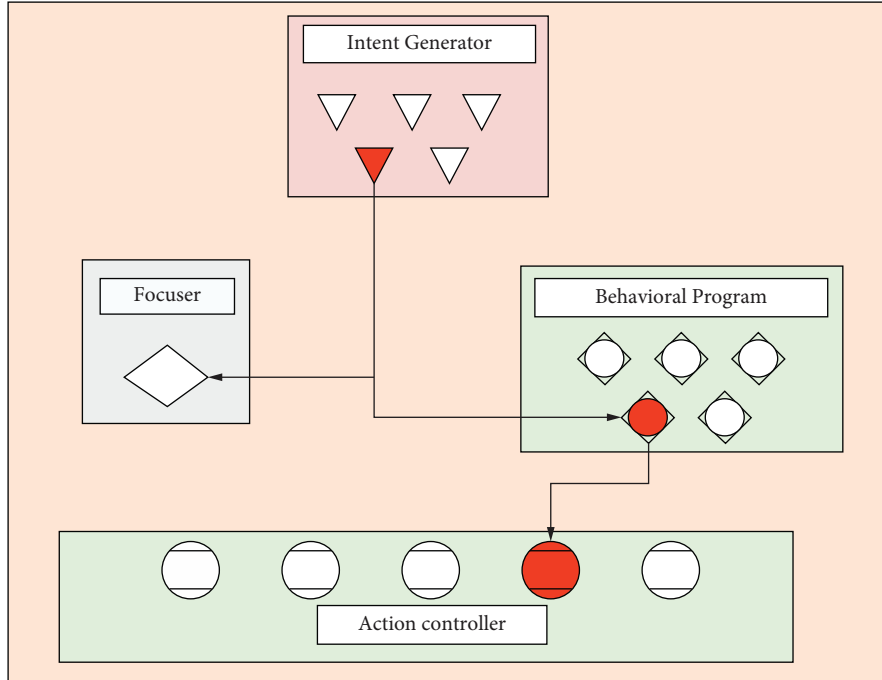 Intent Generator
Focuser
Behavioral Program
Action controller